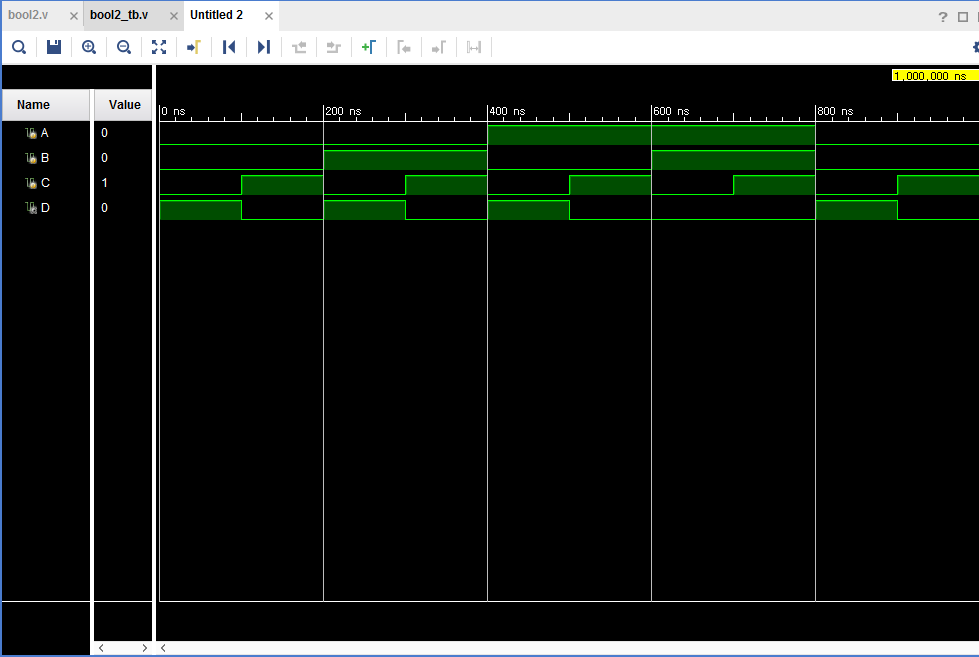 bool2.v × bool2_tb.v × Untitled 2 × ?
1,000,000 ns
Name Value 0 ns 200 ns 400 ns 600 ns 800 ns
A 0
B 0
C 1
D 0